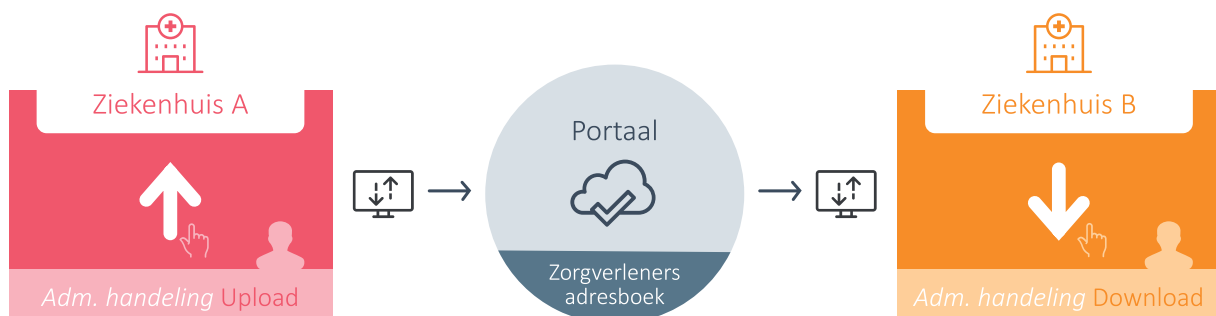 Ziekenhuis A
Adm. handeling Upload
Portaal
Zorgverleners
adresboek
Ziekenhuis B
Adm. handeling Download